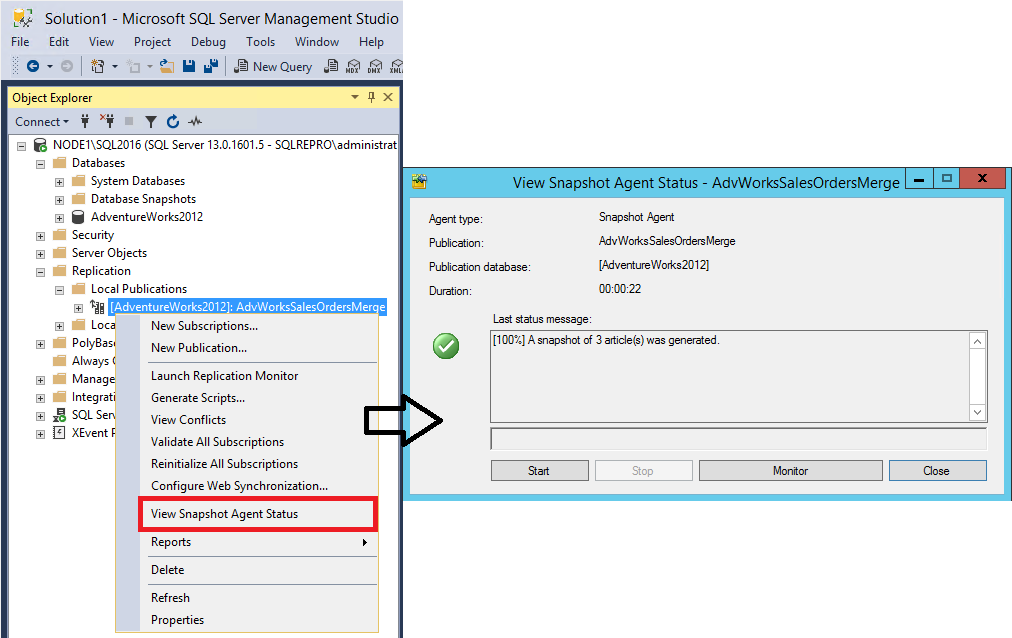 Solution1 - Microsoft SQL Server Management Studio
File Edit View Project Debug Tools Window Help
New Query MDX DMX XMLA
Object Explorer
Connect
NODE1\SQL2016 (SQL Server 13.0.1601.5 - SQLREPRO\administrat
Databases
System Databases
Database Snapshots
AdventureWorks2012
Security
Server Objects
Replication
Local Publications
[AdventureWorks2012]: AdvWorksSalesOrdersMerge
Loca
PolyBas
Always
Manage
Integrati
SQL Serv
XEvent P
New Subscriptions...
New Publication...
Launch Replication Monitor
Generate Scripts...
View Conflicts
Validate All Subscriptions
Reinitialize All Subscriptions
Configure Web Synchronization...
View Snapshot Agent Status
Reports
Delete
Refresh
Properties
View Snapshot Agent Status - AdvWorksSalesOrdersMerge
Agent type: Snapshot Agent
Publication: AdvWorksSalesOrdersMerge
Publication database: [AdventureWorks2012]
Duration: 00:00:22
Last status message:
[100%] A snapshot of 3 article(s) was generated.
Start Stop Monitor Close